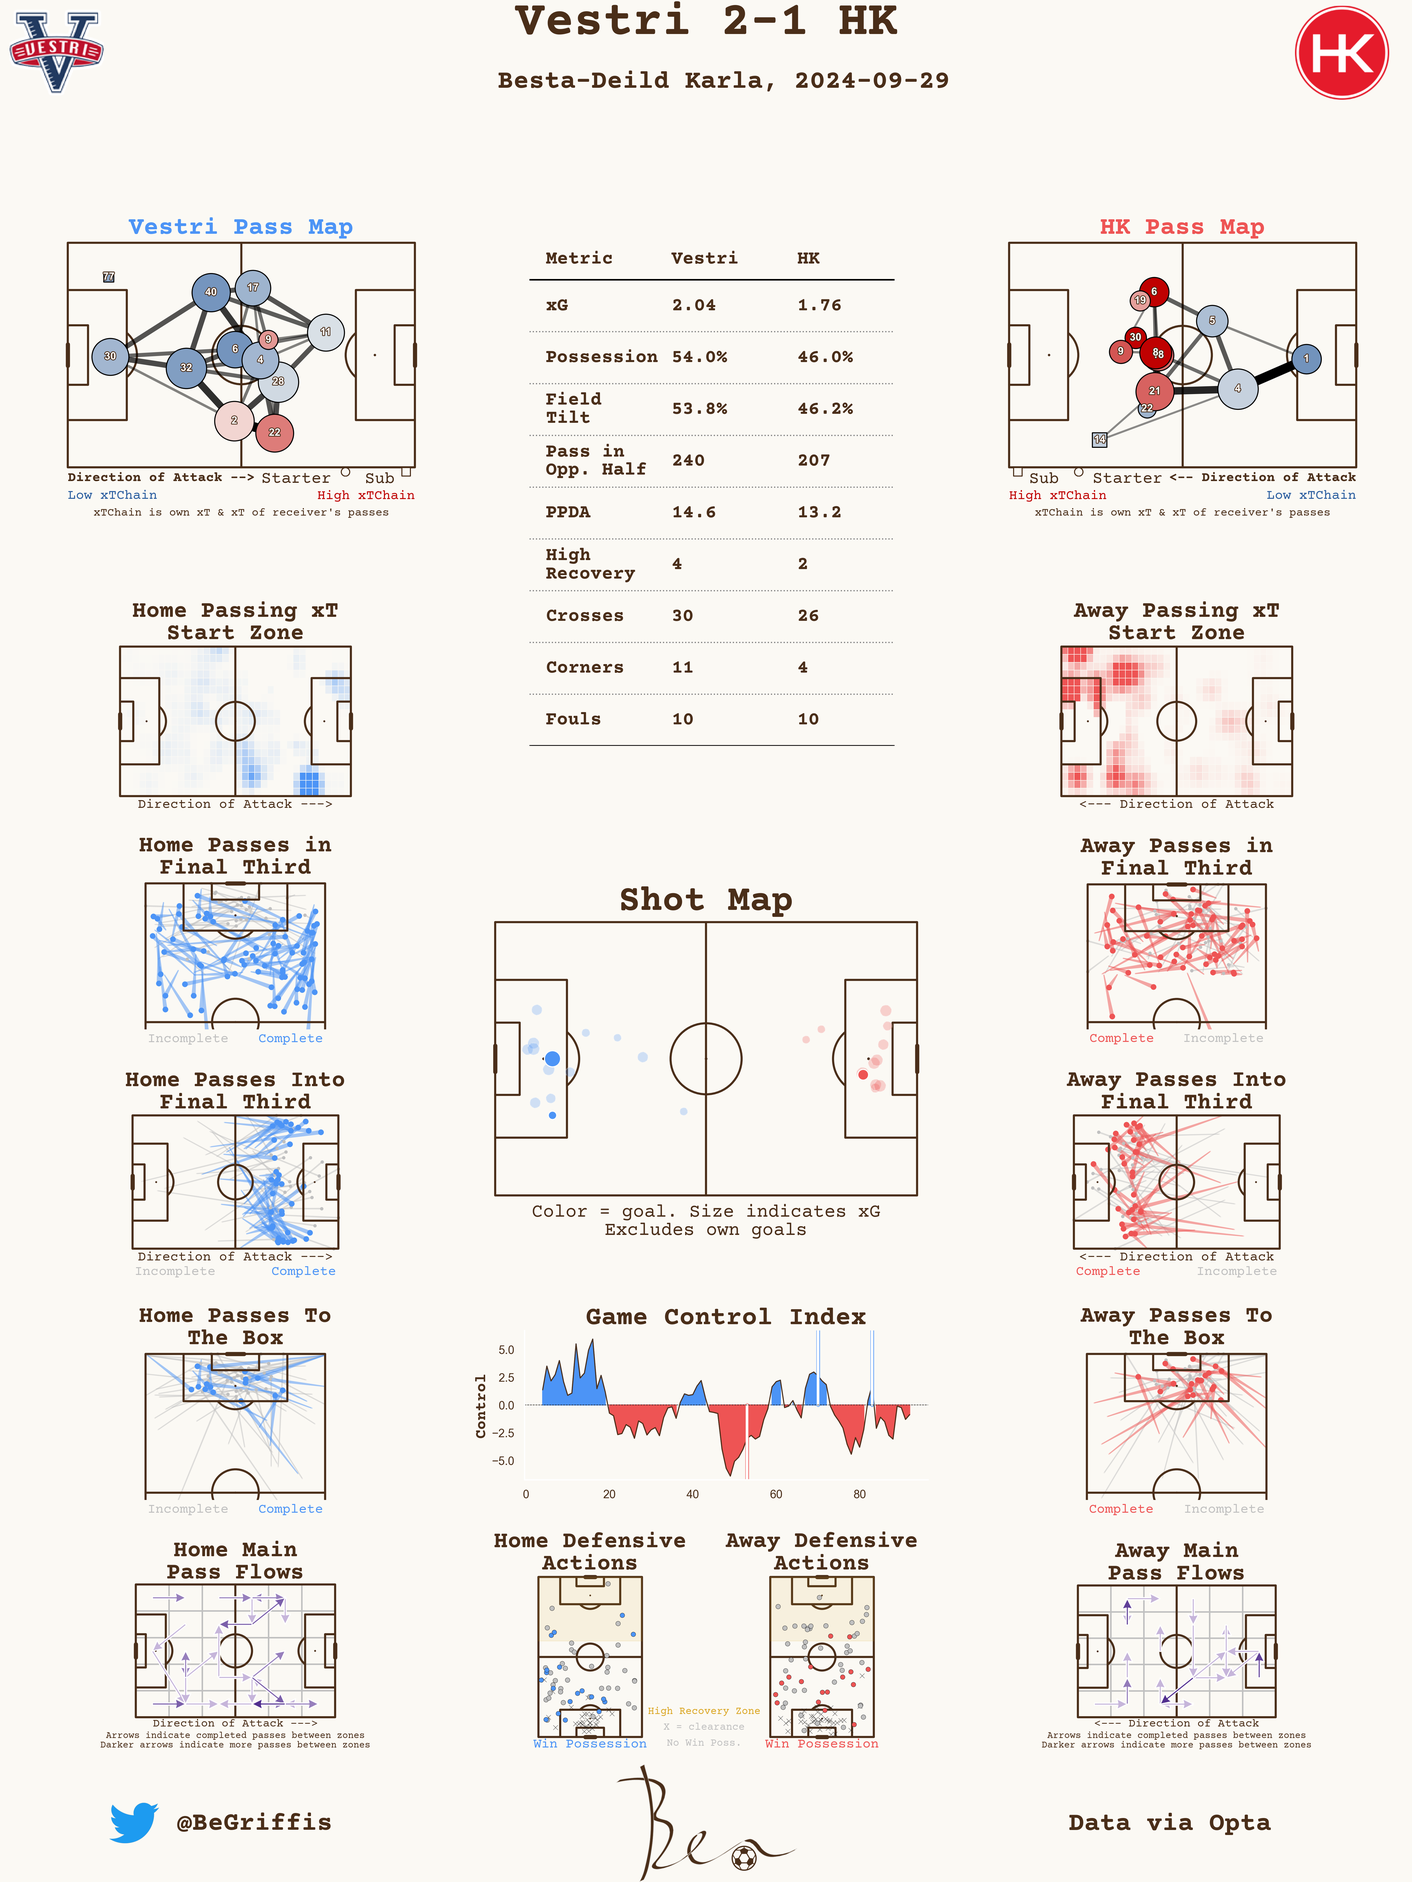 Vestri 2-1 HK
VESTRI
HK
Besta-Deild Karla, 2024-09-29
Vestri Pass Map
77
40
17
11
30
9
6
4
32
28
2
22
Direction of Attack --> Starter Sub
Low xTChain High xTChain
xTChain is own xT & xT of receiver's passes
Metric Vestri HK
xG 2.04 1.76
Possession 54.0% 46.0%
Field
Tilt 53.8% 46.2%
Pass in
Opp. Half 240 207
PPDA 14.6 13.2
High
Recovery 4 2
Crosses 30 26
Corners 11 4
Fouls 10 10
HK Pass Map
6
19
5
30
9
8
8
1
21
4
22
14
Sub Starter <-- Direction of Attack
High xTChain Low xTChain
xTChain is own xT & xT of receiver's passes
Home Passing xT
Start Zone
Direction of Attack --->
Away Passing xT
Start Zone
<--- Direction of Attack
Home Passes in
Final Third
Incomplete Complete
Away Passes in
Final Third
Complete Incomplete
Shot Map
Color = goal. Size indicates xG
Excludes own goals
Home Passes Into
Final Third
Direction of Attack --->
Incomplete Complete
Away Passes Into
Final Third
<--- Direction of Attack
Complete Incomplete
Home Passes To
The Box
Incomplete Complete
Game Control Index
Control
5.0
2.5
0.0
−2.5
−5.0
0 20 40 60 80
Away Passes To
The Box
Complete Incomplete
Home Main
Pass Flows
Direction of Attack --->
Arrows indicate completed passes between zones
Darker arrows indicate more passes between zones
Home Defensive
Actions
Win Possession
Away Defensive
Actions
Win Possession
High Recovery Zone
X = clearance
No Win Poss.
Away Main
Pass Flows
<--- Direction of Attack
Arrows indicate completed passes between zones
Darker arrows indicate more passes between zones
@BeGriffis
Ben
Data via Opta